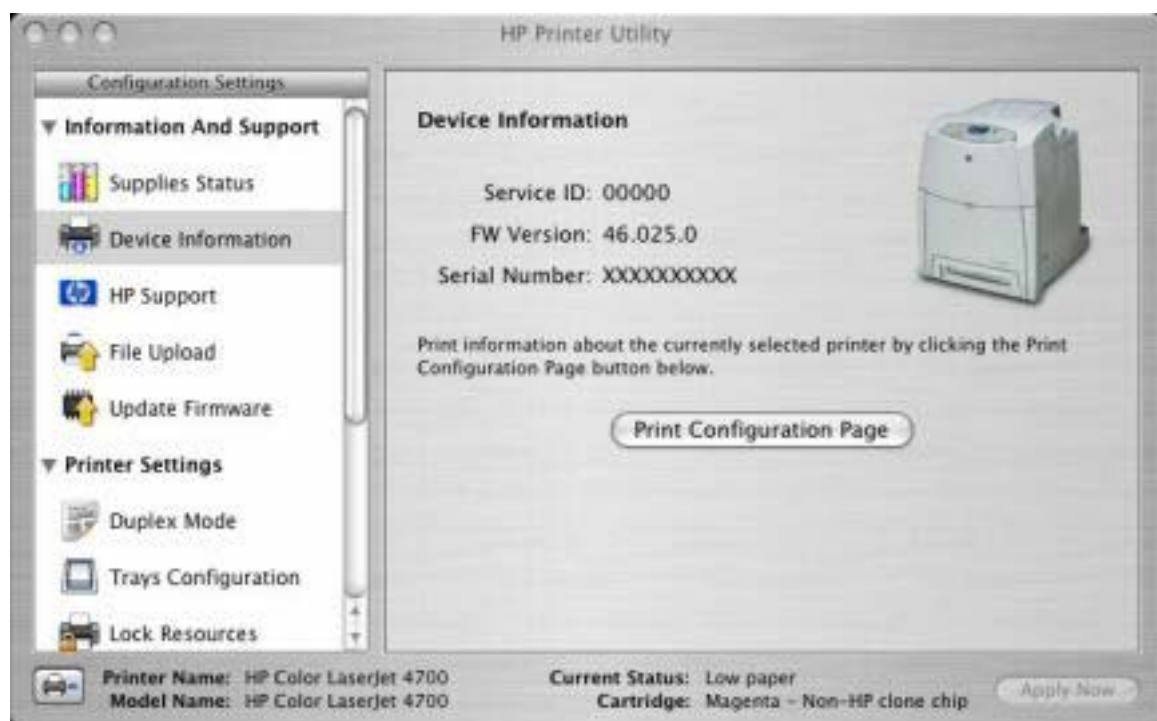 HP Printer Utility
Configuration Settings
Information And Support
Supplies Status
Device Information
HP Support
File Upload
Update Firmware
Printer Settings
Duplex Mode
Trays Configuration
Lock Resources
Device Information
Service ID: 00000
FW Version: 46.025.0
Serial Number: XXXXXXXXXX
Print information about the currently selected printer by clicking the Print
Configuration Page button below.
Print Configuration Page
Printer Name: HP Color LaserJet 4700
Model Name: HP Color LaserJet 4700
Current Status: Low paper
Cartridge: Magenta - Non-HP clone chip
Apply Now